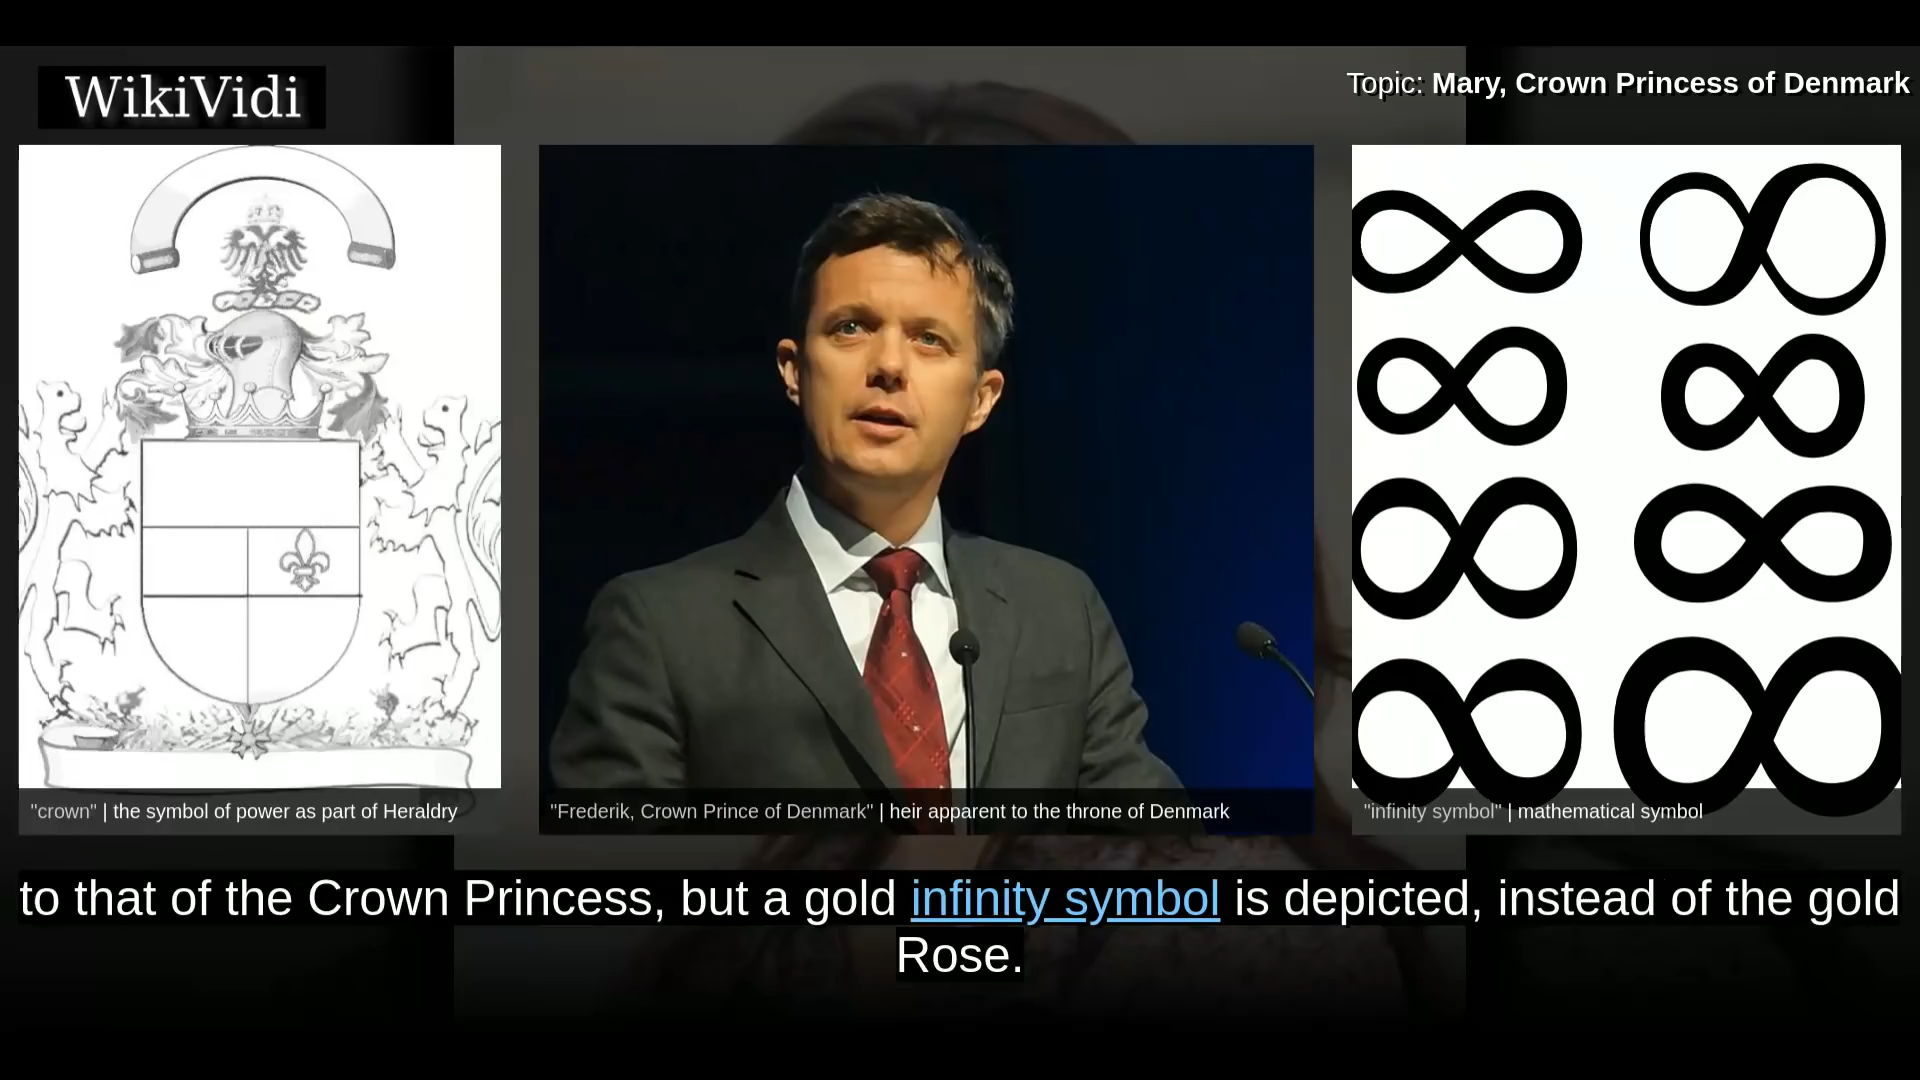 WikiVidi
Topic: Mary, Crown Princess of Denmark
"crown" | the symbol of power as part of Heraldry
"Frederik, Crown Prince of Denmark" | heir apparent to the throne of Denmark
"infinity symbol" | mathematical symbol
to that of the Crown Princess, but a gold infinity symbol is depicted, instead of the gold
Rose.